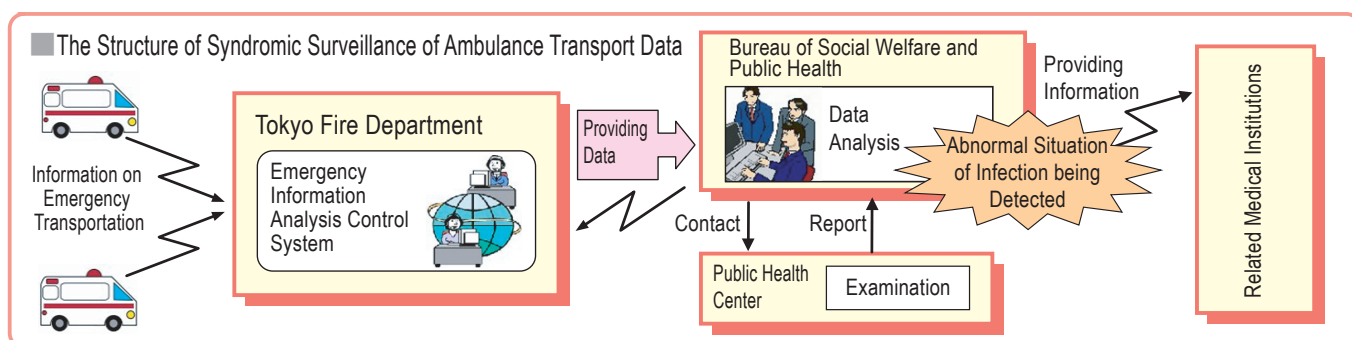 The Structure of Syndromic Surveillance of Ambulance Transport Data
Information on
Emergency
Transportation
Tokyo Fire Department
Emergency
Information
Analysis Control
System
Providing
Data
Bureau of Social Welfare and
Public Health
Data
Analysis
Abnormal Situation
of Infection being
Detected
Providing
Information
Contact
Report
Public Health
Center
Examination
Related Medical Institutions